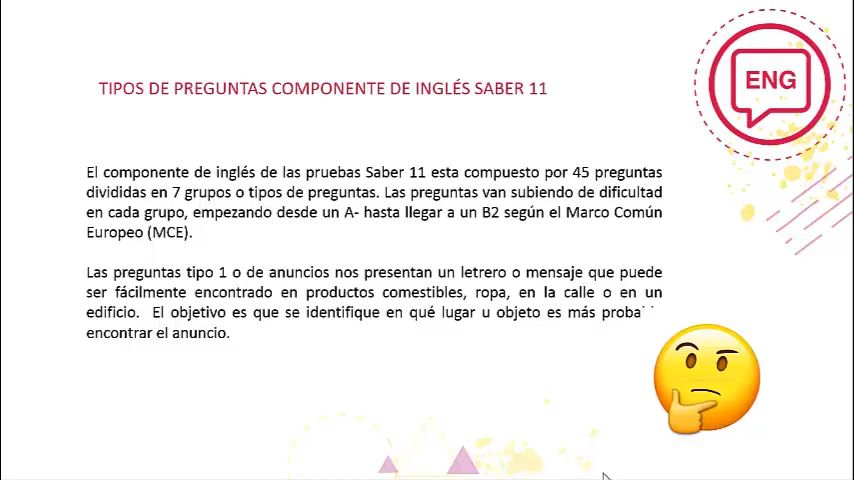 ENG
TIPOS DE PREGUNTAS COMPONENTE DE INGLÉS SABER 11
El componente de inglés de las pruebas Saber 11 esta compuesto por 45 preguntas
divididas en 7 grupos o tipos de preguntas. Las preguntas van subiendo de dificultad
en cada grupo, empezando desde un A- hasta llegar a un B2 según el Marco Común
Europeo (MCE).
Las preguntas tipo 1 o de anuncios nos presentan un letrero o mensaje que puede
ser fácilmente encontrado en productos comestibles, ropa, en la calle o en un
edificio. El objetivo es que se identifique en qué lugar u objeto es más
encontrar el anuncio.